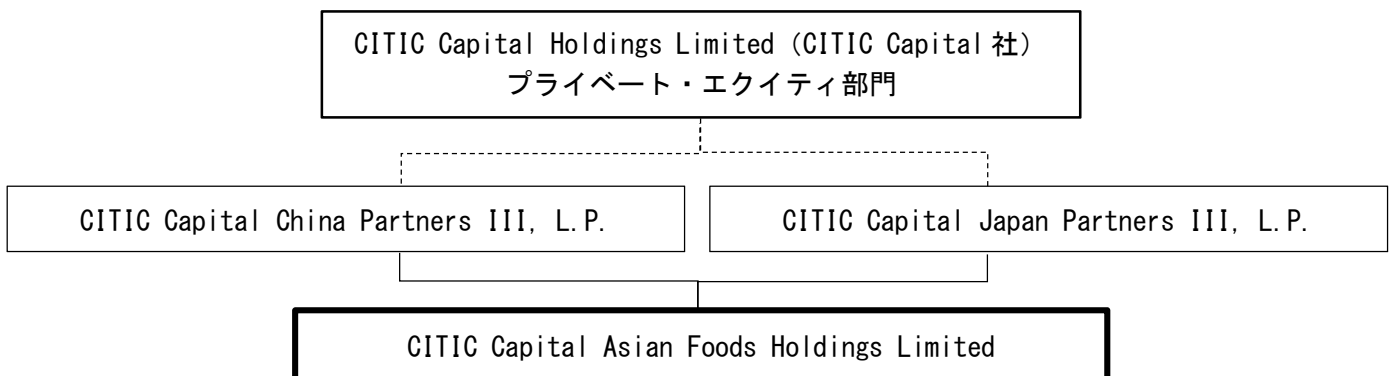 CITIC Capital Holdings Limited (CITIC Capital 社)
プライベート・エクイティ部門
CITIC Capital China Partners III, L.P.
CITIC Capital Japan Partners III, L.P.
CITIC Capital Asian Foods Holdings Limited